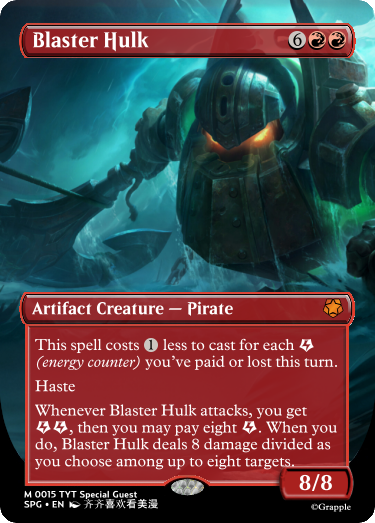 Blaster Hulk 6
Artifact Creature — Pirate
This spell costs 1 less to cast for each
(energy counter) you've paid or lost this turn.
Haste
Whenever Blaster Hulk attacks, you get
, then you may pay eight . When you
do, Blaster Hulk deals 8 damage divided as
you choose among up to eight targets.
8/8
M 0015 TYT Special Guest
SPG • EN 齐齐喜欢看美漫
©Grapple